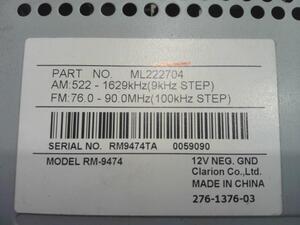 PART NO. ML222704
AM:522 - 1629kHz(9kHz STEP)
FM:76.0 - 90.0MHz(100kHz STEP)
SERIAL NO. RM9474TA 0059090
MODEL RM-9474
12V NEG. GND
Clarion Co.,Ltd.
MADE IN CHINA
276-1376-03